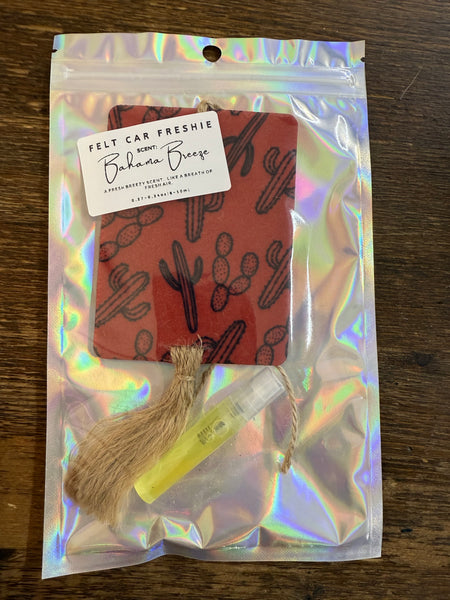 FELT CAR FRESHIE
SCENT:
Bahama Breeze
A FRESH BREEZY SCENT. LIKE A BREATH OF
FRESH AIR.